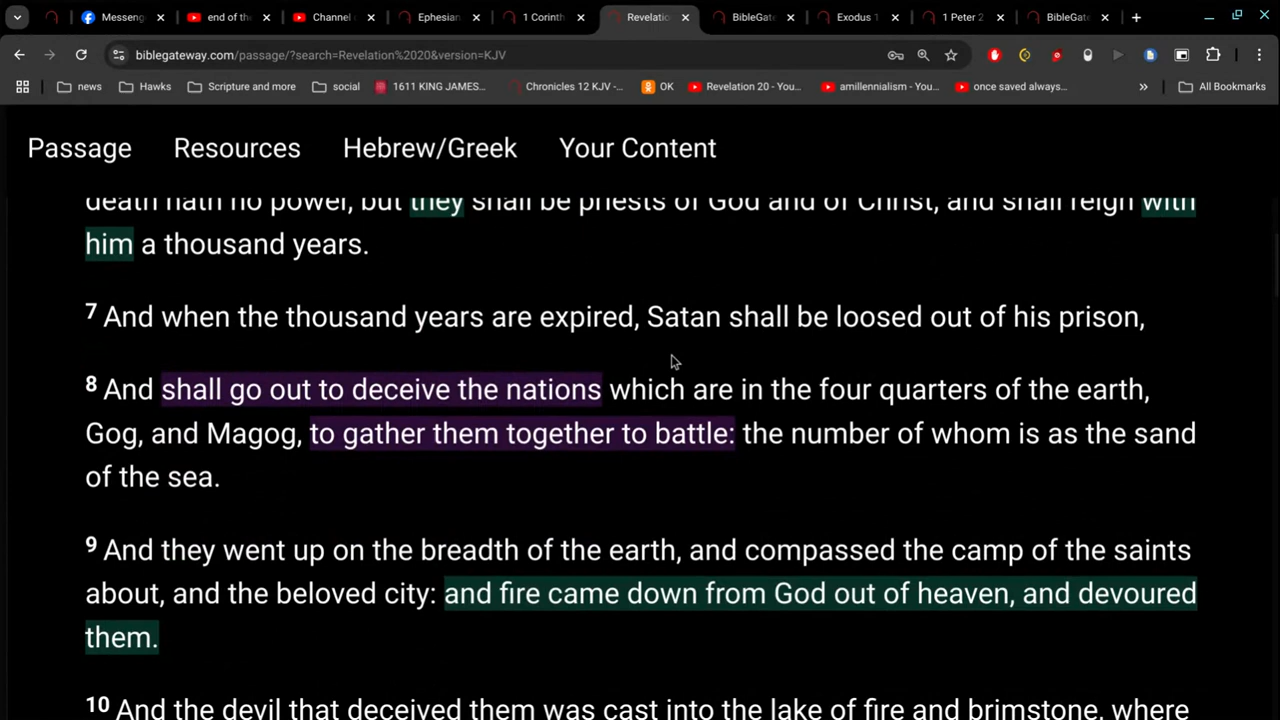 Messeng
end of the
Channel
Ephesian
1 Corinth
Revelatio
BibleGat
Exodus 1
1 Peter 2
BibleGat
biblegateway.com/passage/?search=Revelation%2020&version=KJV
news
Hawks
Scripture and more
social
1611 KING JAMES...
Chronicles 12 KJV -...
OK
Revelation 20 - You...
amillennialism - You...
once saved always...
»
All Bookmarks
Passage Resources Hebrew/Greek Your Content
death hath no power, but they shall be priests of God and of Christ, and shall reign with
him a thousand years.
7 And when the thousand years are expired, Satan shall be loosed out of his prison,
8 And shall go out to deceive the nations which are in the four quarters of the earth,
Gog, and Magog, to gather them together to battle: the number of whom is as the sand
of the sea.
9 And they went up on the breadth of the earth, and compassed the camp of the saints
about, and the beloved city: and fire came down from God out of heaven, and devoured
them.
10 And the devil that deceived them was cast into the lake of fire and brimstone, where